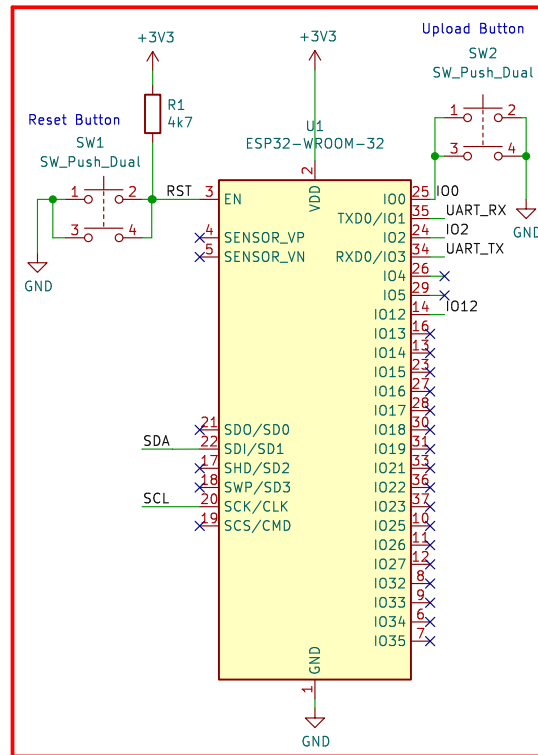 Upload Button
+3V3
+3V3
SW2
SW_Push_Dual
R1
4k7
Reset Button
SW1
SW_Push_Dual
U1
ESP32-WROOM-32
1 2
3 4
1 2
3 4
GND
GND
RST
2
VDD
3 EN
4 SENSOR_VP
5 SENSOR_VN
IO0 25 IO0
TXD0/IO1 35 UART_RX
IO2 24 IO2
RXD0/IO3 34 UART_TX
IO4 26
IO5 29
IO12 14 IO12
IO13 16
IO14 13
IO15 23
IO16 27
IO17 28
21 SDO/SD0 IO18 30
SDA 22 SDI/SD1 IO19 31
17 SHD/SD2 IO21 33
18 SWP/SD3 IO22 36
SCL 20 SCK/CLK IO23 37
19 SCS/CMD IO25 10
IO26 11
IO27 12
IO32 8
IO33 9
IO34 6
IO35 7
GND
1
GND